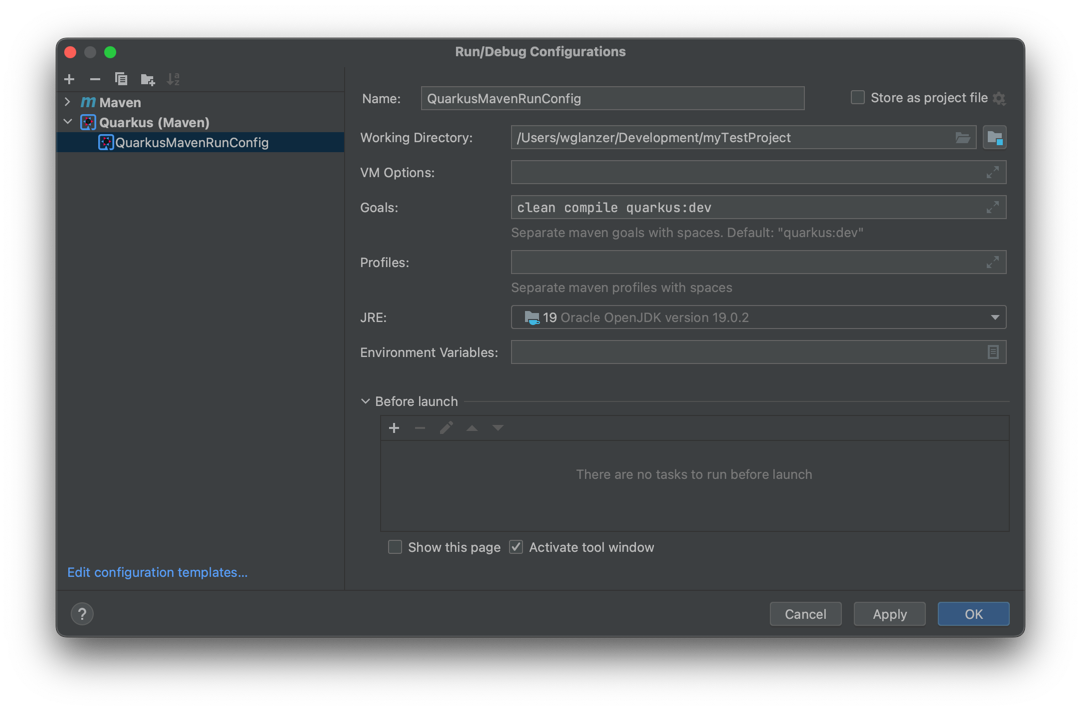 Run/Debug Configurations
Maven
Quarkus (Maven)
QuarkusMavenRunConfig
Edit configuration templates...
Name: QuarkusMavenRunConfig Store as project file
Working Directory: /Users/wglanzer/Development/myTestProject
VM Options:
Goals: clean compile quarkus:dev
Separate maven goals with spaces. Default: "quarkus:dev"
Profiles:
Separate maven profiles with spaces
JRE: 19 Oracle OpenJDK version 19.0.2
Environment Variables:
Before launch
There are no tasks to run before launch
Show this page Activate tool window
? Cancel Apply OK